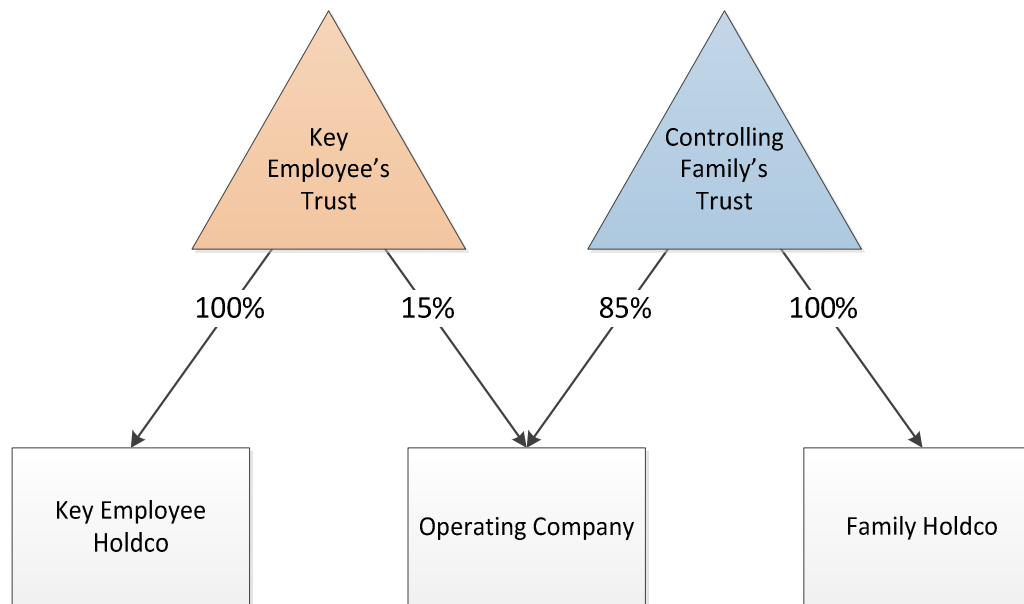 Key
Employee’s
Trust
Controlling
Family’s
Trust
100%
15%
85%
100%
Key Employee
Holdco
Operating Company
Family Holdco